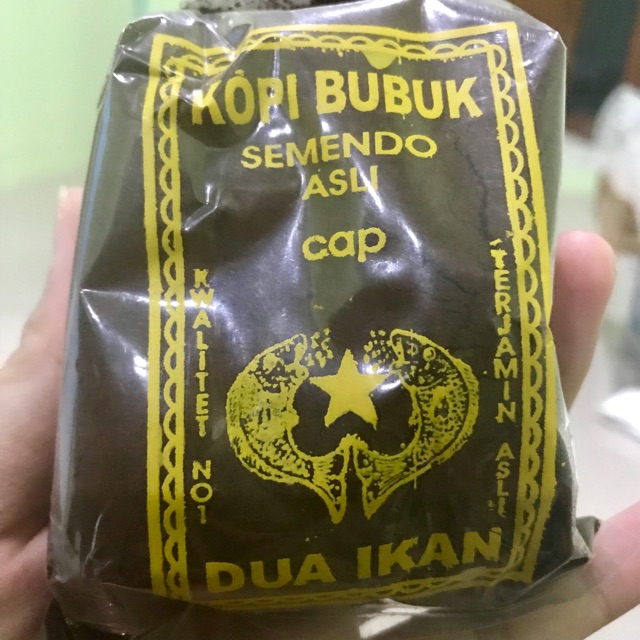 KOPI BUBUK
SEMENDO
ASLI
cap
KWALITET NO1
TERJAMIN ASLI
DUA IKAN